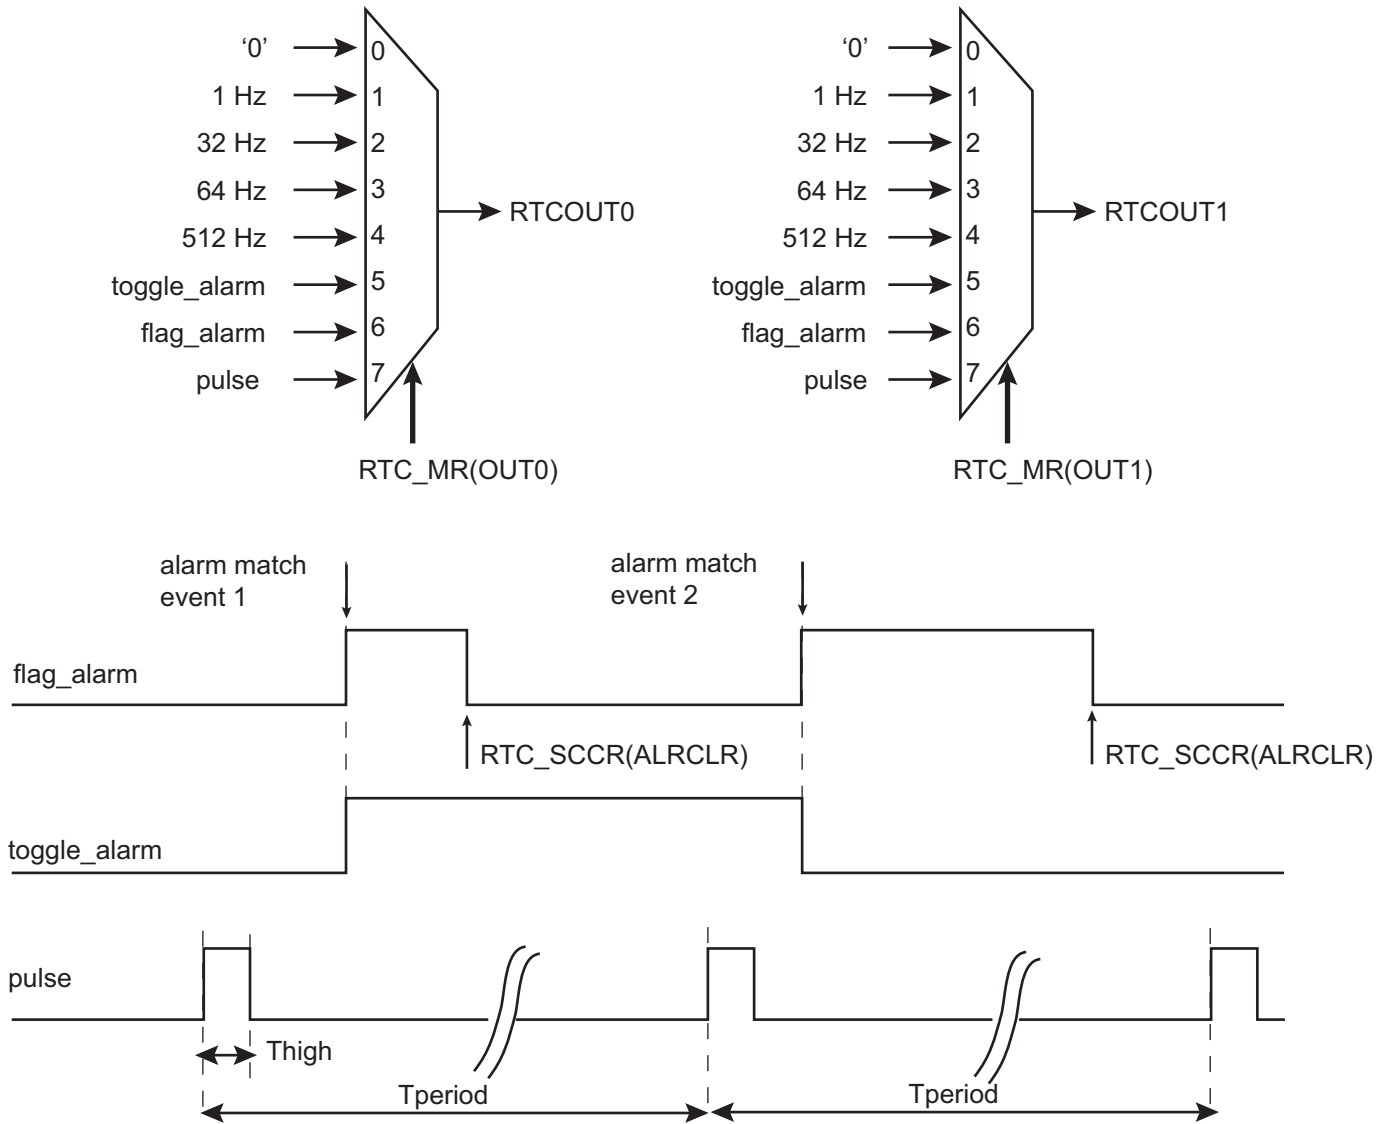 ‘0’
0
1 Hz
1
32 Hz
2
64 Hz
3
512 Hz
4
toggle_alarm
5
flag_alarm
6
pulse
7
RTCOUT0
RTC_MR(OUT0)
‘0’
0
1 Hz
1
32 Hz
2
64 Hz
3
512 Hz
4
toggle_alarm
5
flag_alarm
6
pulse
7
RTCOUT1
RTC_MR(OUT1)
alarm match
event 1
alarm match
event 2
flag_alarm
RTC_SCCR(ALRCLR)
RTC_SCCR(ALRCLR)
toggle_alarm
pulse
Thigh
Tperiod
Tperiod